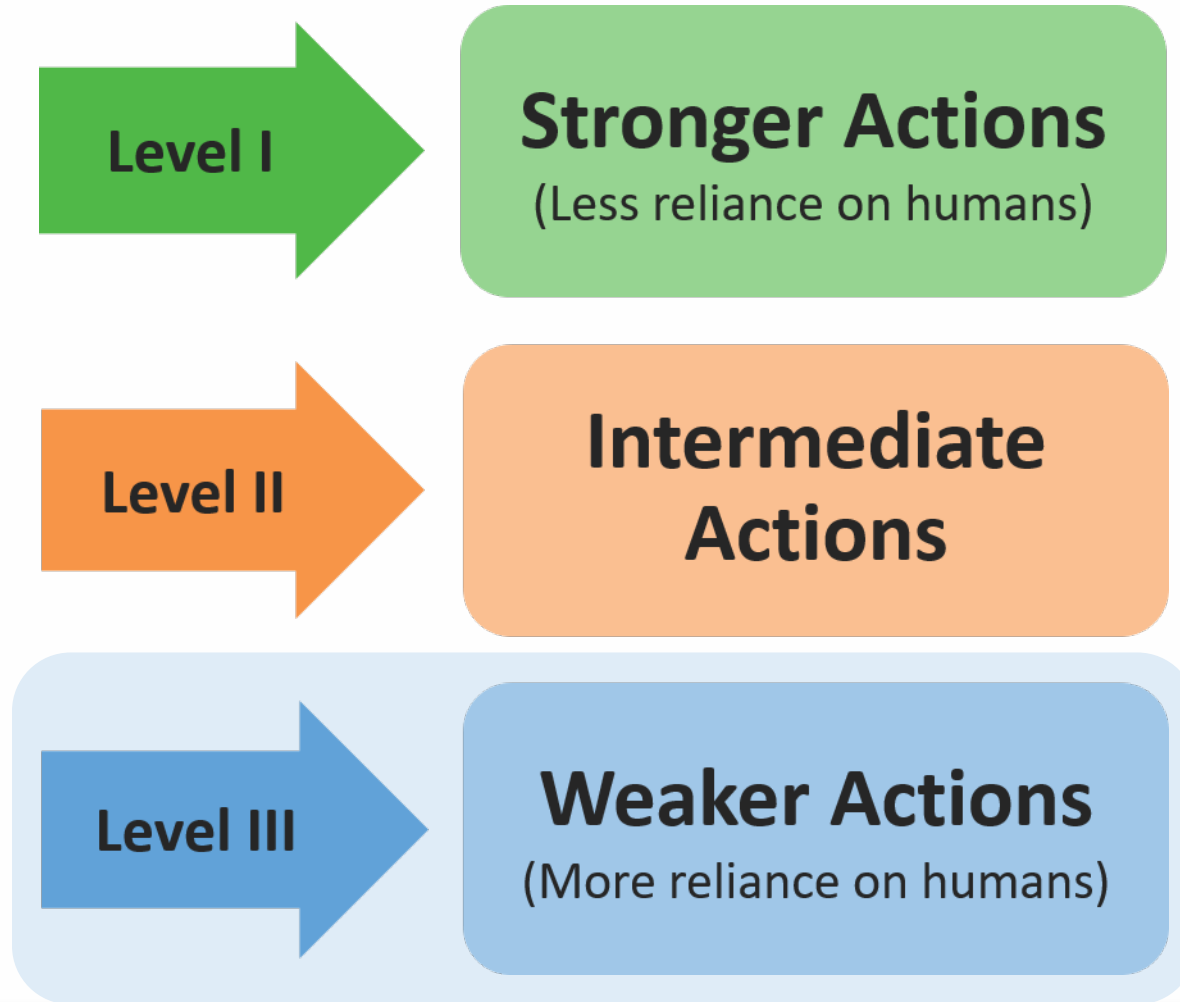 Level I
Stronger Actions
(Less reliance on humans)
Level II
Intermediate
Actions
Level III
Weaker Actions
(More reliance on humans)